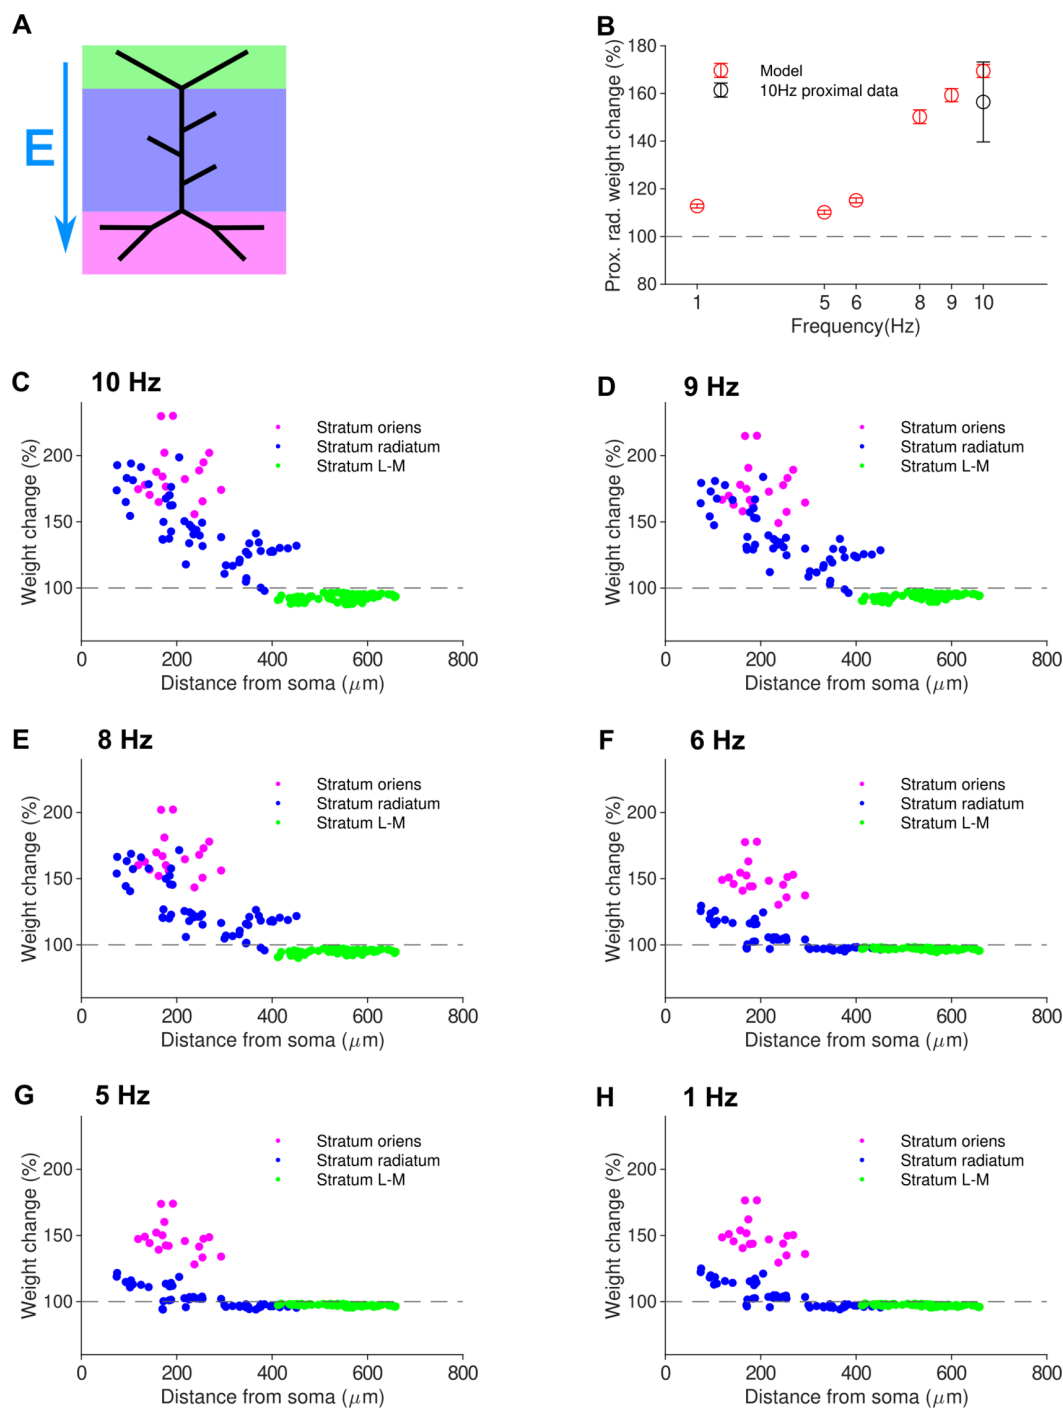 A
E
B
Prox. rad. weight change (%)
180
160
140
120
100
80
Model
10Hz proximal data
1
5
6
8
9
10
Frequency(Hz)
C
10 Hz
Weight change (%)
200
150
100
Stratum oriens
Stratum radiatum
Stratum L-M
0
200
400
600
800
Distance from soma (μm)
D
9 Hz
Weight change (%)
200
150
100
Stratum oriens
Stratum radiatum
Stratum L-M
0
200
400
600
800
Distance from soma (μm)
E
8 Hz
Weight change (%)
200
150
100
Stratum oriens
Stratum radiatum
Stratum L-M
0
200
400
600
800
Distance from soma (μm)
F
6 Hz
Weight change (%)
200
150
100
Stratum oriens
Stratum radiatum
Stratum L-M
0
200
400
600
800
Distance from soma (μm)
G
5 Hz
Weight change (%)
200
150
100
Stratum oriens
Stratum radiatum
Stratum L-M
0
200
400
600
800
Distance from soma (μm)
H
1 Hz
Weight change (%)
200
150
100
Stratum oriens
Stratum radiatum
Stratum L-M
0
200
400
600
800
Distance from soma (μm)